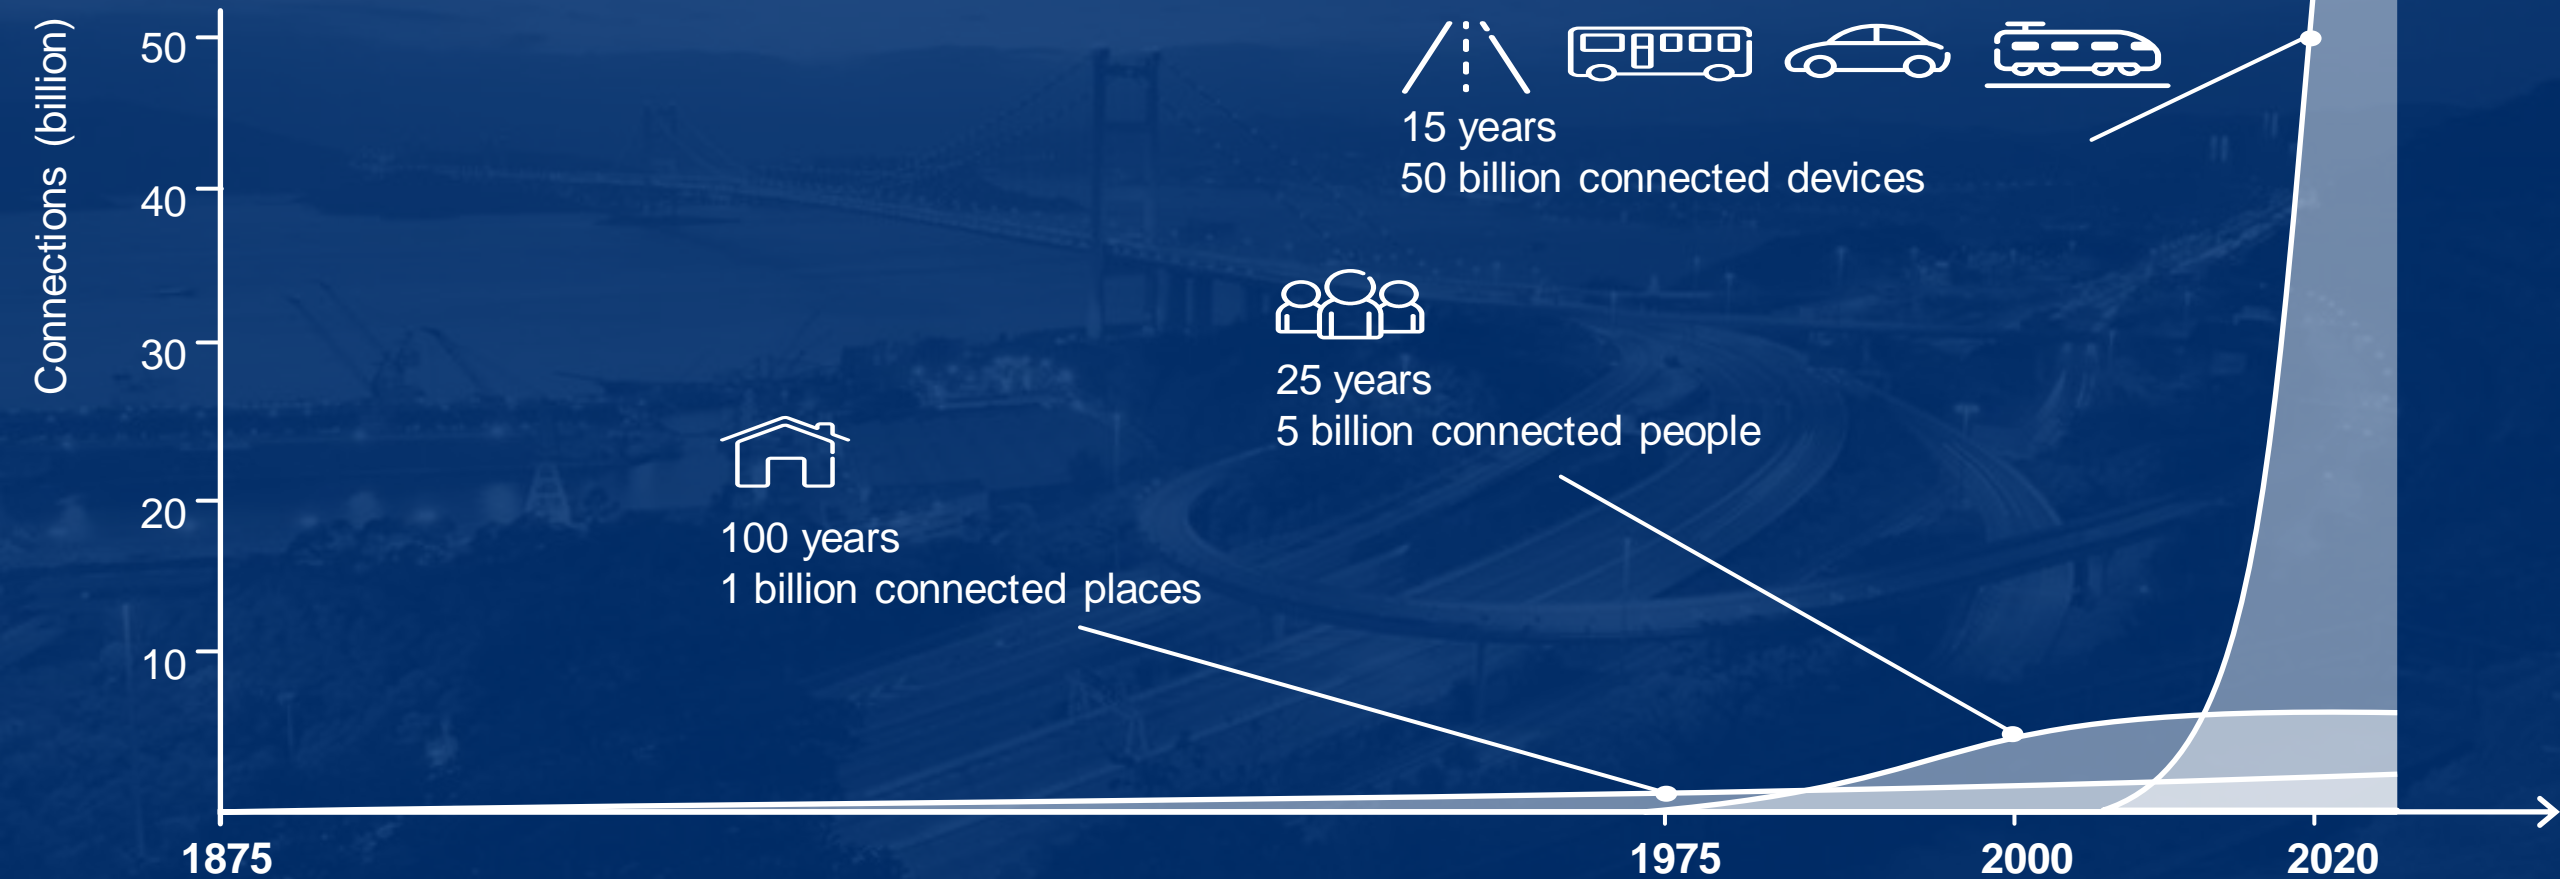 Connections (billion)
50
40
30
20
10
15 years
50 billion connected devices
25 years
5 billion connected people
100 years
1 billion connected places
1875
1975
2000
2020